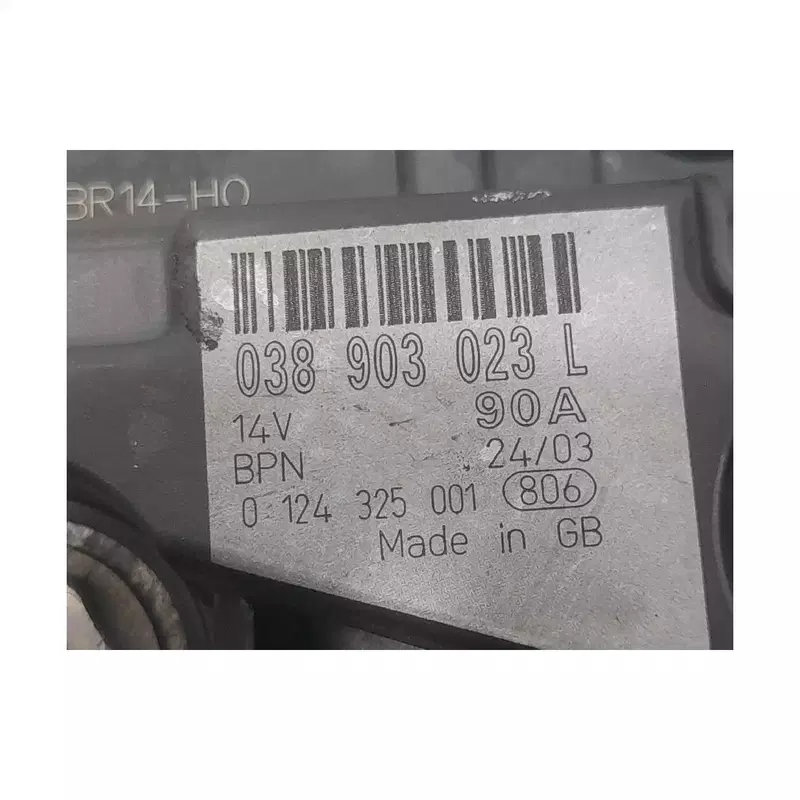 BR14-HO
038 903 023 L
14V 90A
BPN 24/03
0 124 325 001 806
Made in GB